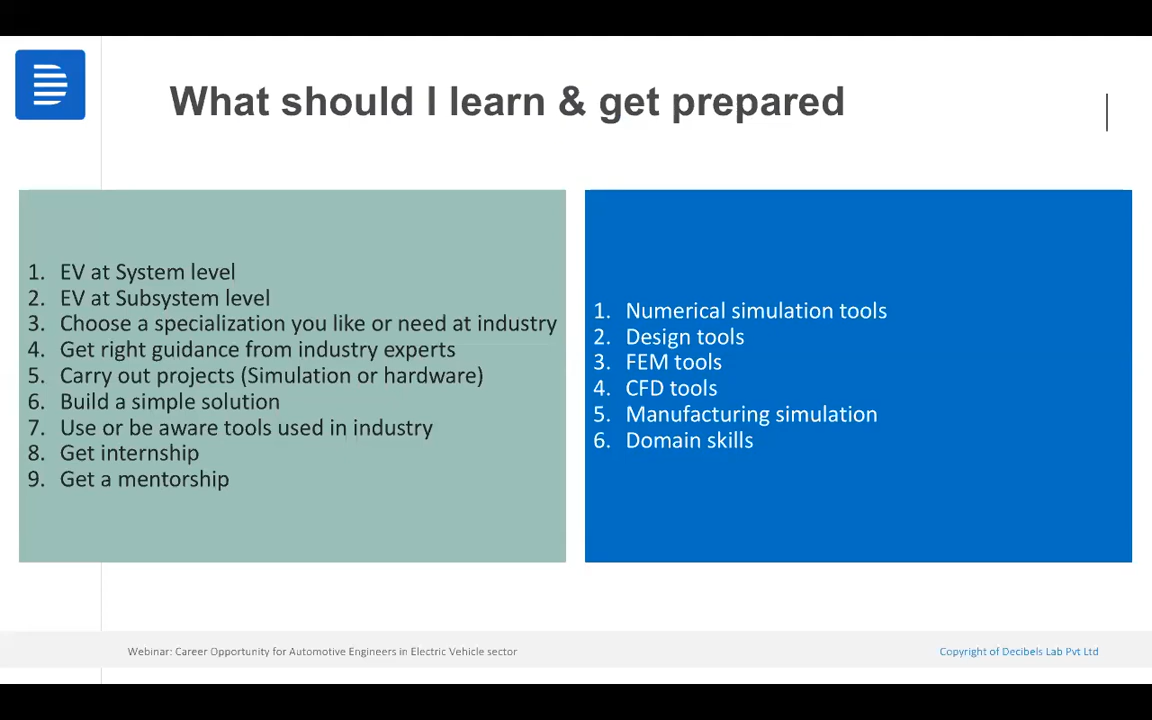 What should I learn & get prepared
1. EV at System level
2. EV at Subsystem level
3. Choose a specialization you like or need at industry
4. Get right guidance from industry experts
5. Carry out projects (Simulation or hardware)
6. Build a simple solution
7. Use or be aware tools used in industry
8. Get internship
9. Get a mentorship
1. Numerical simulation tools
2. Design tools
3. FEM tools
4. CFD tools
5. Manufacturing simulation
6. Domain skills
Webinar: Career Opportunity for Automotive Engineers in Electric Vehicle sector
Copyright of Decibels Lab Pvt Ltd